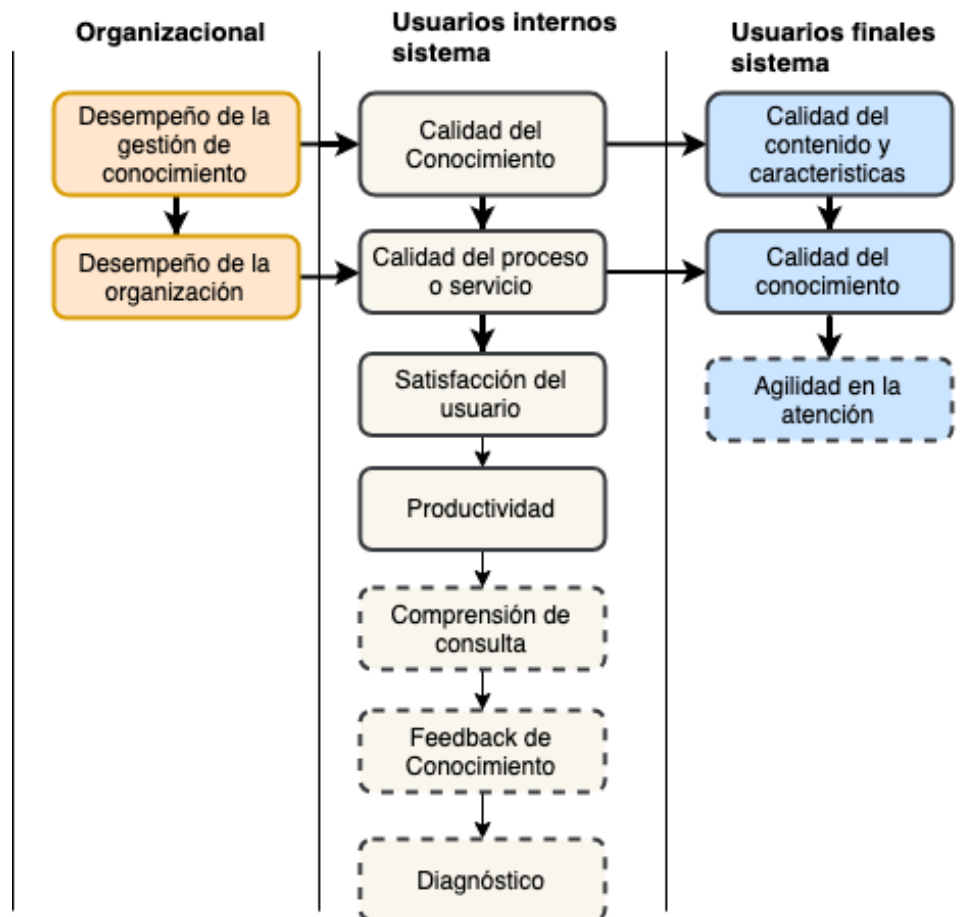 Organizacional
Usuarios internos
sistema
Usuarios finales
sistema
Desempeño de la
gestión de
conocimiento
Calidad del
Conocimiento
Calidad del
contenido y
caracteristicas
Desempeño de la
organización
Calidad del proceso
o servicio
Calidad del
conocimiento
Satisfacción del
usuario
Agilidad en la
atención
Productividad
Comprensión de
consulta
Feedback de
Conocimiento
Diagnóstico